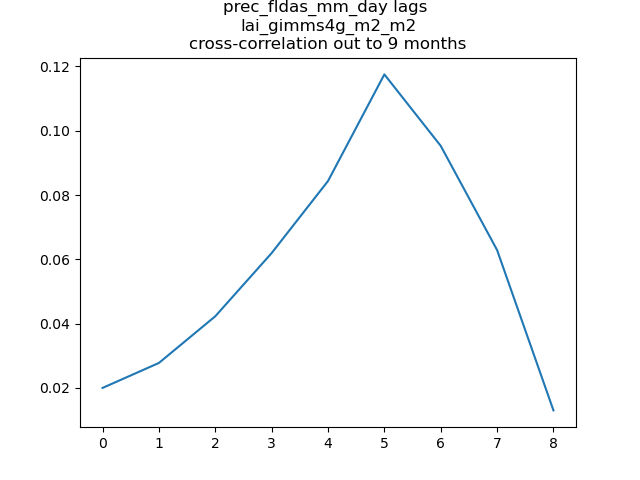 prec_fldas_mm_day lags
lai_gimms4g_m2_m2
cross-correlation out to 9 months
0.12
0.10
0.08
0.06
0.04
0.02
0 1 2 3 4 5 6 7 8